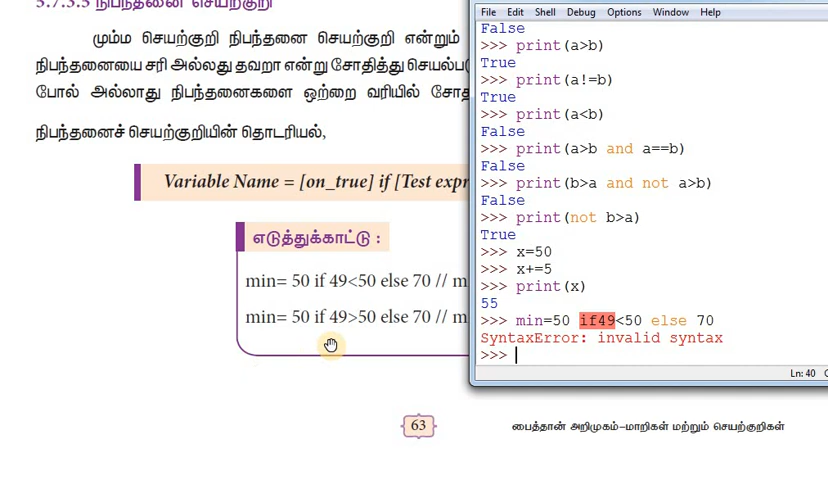 5.7.3.5 நிபந்தனை செயற்குறி
மும்ம செயற்குறி நிபந்தனை செயற்குறி என்றும்
நிபந்தனையை சரி அல்லது தவறா என்று சோதித்து
போல் அல்லாது நிபந்தனைகளை ஒற்றை வரியில்
நிபந்தனைச் செயற்குறியின் தொடரியல்,
Variable Name = [on_true] if [Test
எடுத்துக்காட்டு :
min= 50 if 49<50 else 70 // m
min= 50 if 49>50 else 70 // m
63
பைத்தான் அறிமுகம்-மாறிகள் மற்றும் செயற்குறிகள்
File Edit Shell Debug Options Window Help
False
>>> print(a>b)
True
>>> print(a!=b)
True
>>> print(a<b)
False
>>> print(a>b and a==b)
False
>>> print(b>a and not a>b)
False
>>> print(not b>a)
True
>>> x=50
>>> x+=5
>>> print(x)
55
>>> min=50 if49<50 else 70
SyntaxError: invalid syntax
>>>
Ln: 40